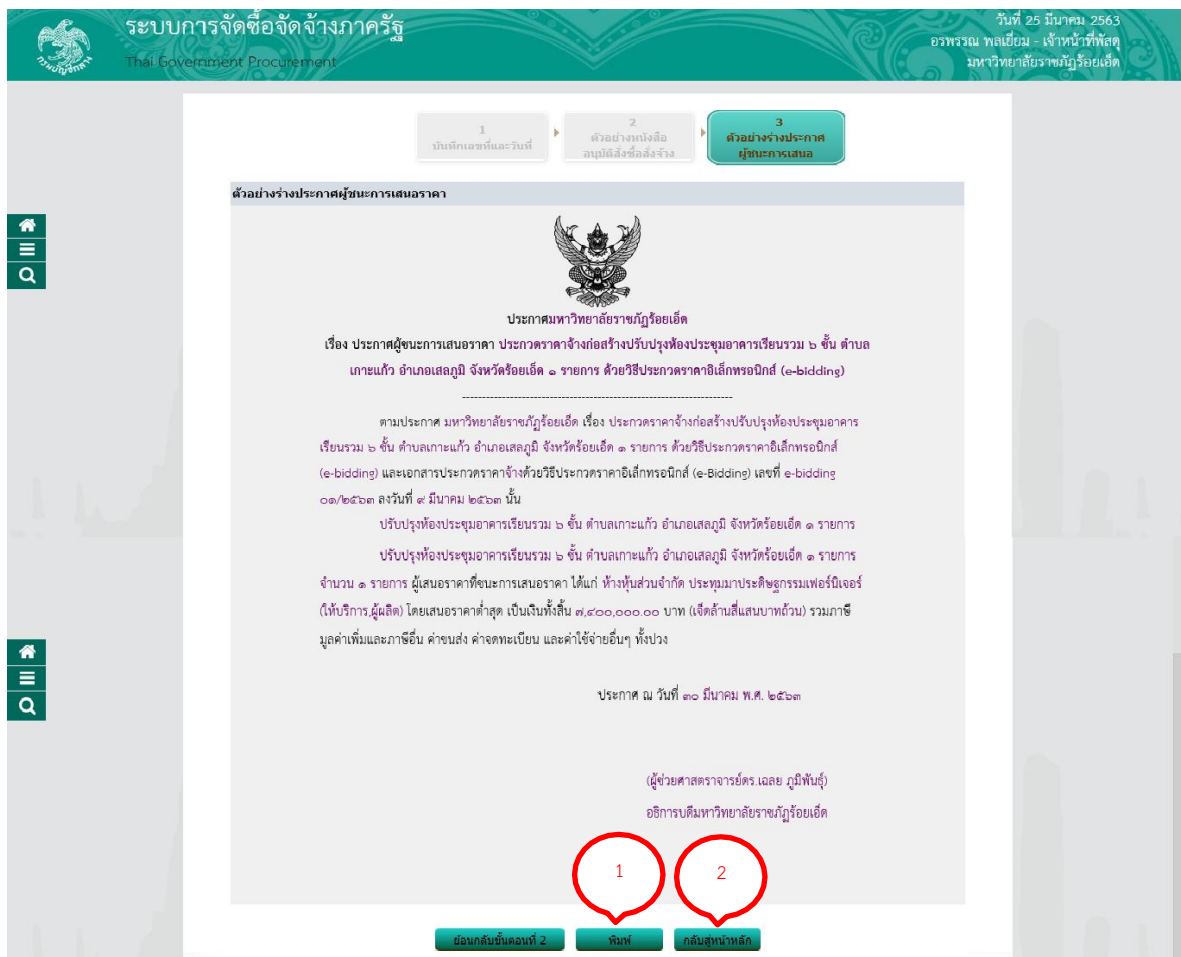 ระบบการจัดซื้อจัดจ้างภาครัฐ
Thai Government Procurement
วันที่ 25 มีนาคม 2563
อรพรรณ พลเยี่ยม - เจ้าหน้าที่พัสดุ
มหาวิทยาลัยราชภัฏร้อยเอ็ด
กรมบัญชีกลาง
1
บันทึกเลขที่และวันที่
2
ตัวอย่างหนังสือ
อนุมัติสั่งซื้อสั่งจ้าง
3
ตัวอย่างร่างประกาศ
ผู้ชนะการเสนอ
ตัวอย่างร่างประกาศผู้ชนะการเสนอราคา
ประกาศมหาวิทยาลัยราชภัฏร้อยเอ็ด
เรื่อง ประกาศผู้ชนะการเสนอราคา ประกวดราคาจ้างก่อสร้างปรับปรุงห้องประชุมอาคารเรียนรวม ๖ ชั้น ตำบล
เกาะแก้ว อำเภอเสลภูมิ จังหวัดร้อยเอ็ด ๑ รายการ ด้วยวิธีประกวดราคาอิเล็กทรอนิกส์ (e-bidding)
--------------------------------------------------------------------
ตามประกาศ มหาวิทยาลัยราชภัฏร้อยเอ็ด เรื่อง ประกวดราคาจ้างก่อสร้างปรับปรุงห้องประชุมอาคาร
เรียนรวม ๖ ชั้น ตำบลเกาะแก้ว อำเภอเสลภูมิ จังหวัดร้อยเอ็ด ๑ รายการ ด้วยวิธีประกวดราคาอิเล็กทรอนิกส์
(e-bidding) และเอกสารประกวดราคาจ้างด้วยวิธีประกวดราคาอิเล็กทรอนิกส์ (e-Bidding) เลขที่ e-bidding
๐๑/๒๕๖๓ ลงวันที่ ๙ มีนาคม ๒๕๖๓ นั้น
ปรับปรุงห้องประชุมอาคารเรียนรวม ๖ ชั้น ตำบลเกาะแก้ว อำเภอเสลภูมิ จังหวัดร้อยเอ็ด ๑ รายการ
ปรับปรุงห้องประชุมอาคารเรียนรวม ๖ ชั้น ตำบลเกาะแก้ว อำเภอเสลภูมิ จังหวัดร้อยเอ็ด ๑ รายการ
จำนวน ๑ รายการ ผู้เสนอราคาที่ชนะการเสนอราคา ได้แก่ ห้างหุ้นส่วนจำกัด ประทุมมาประดิษฐกรรมเฟอร์นิเจอร์
(ให้บริการ,ผู้ผลิต) โดยเสนอราคาต่ำสุด เป็นเงินทั้งสิ้น ๗,๔๐๐,๐๐๐.๐๐ บาท (เจ็ดล้านสี่แสนบาทถ้วน) รวมภาษี
มูลค่าเพิ่มและภาษีอื่น ค่าขนส่ง ค่าจดทะเบียน และค่าใช้จ่ายอื่นๆ ทั้งปวง
ประกาศ ณ วันที่ ๓๐ มีนาคม พ.ศ. ๒๕๖๓
(ผู้ช่วยศาสตราจารย์ดร.เฉลย ภูมิพันธุ์)
อธิการบดีมหาวิทยาลัยราชภัฏร้อยเอ็ด
1
2
ย้อนกลับขั้นตอนที่ 2
พิมพ์
กลับสู่หน้าหลัก